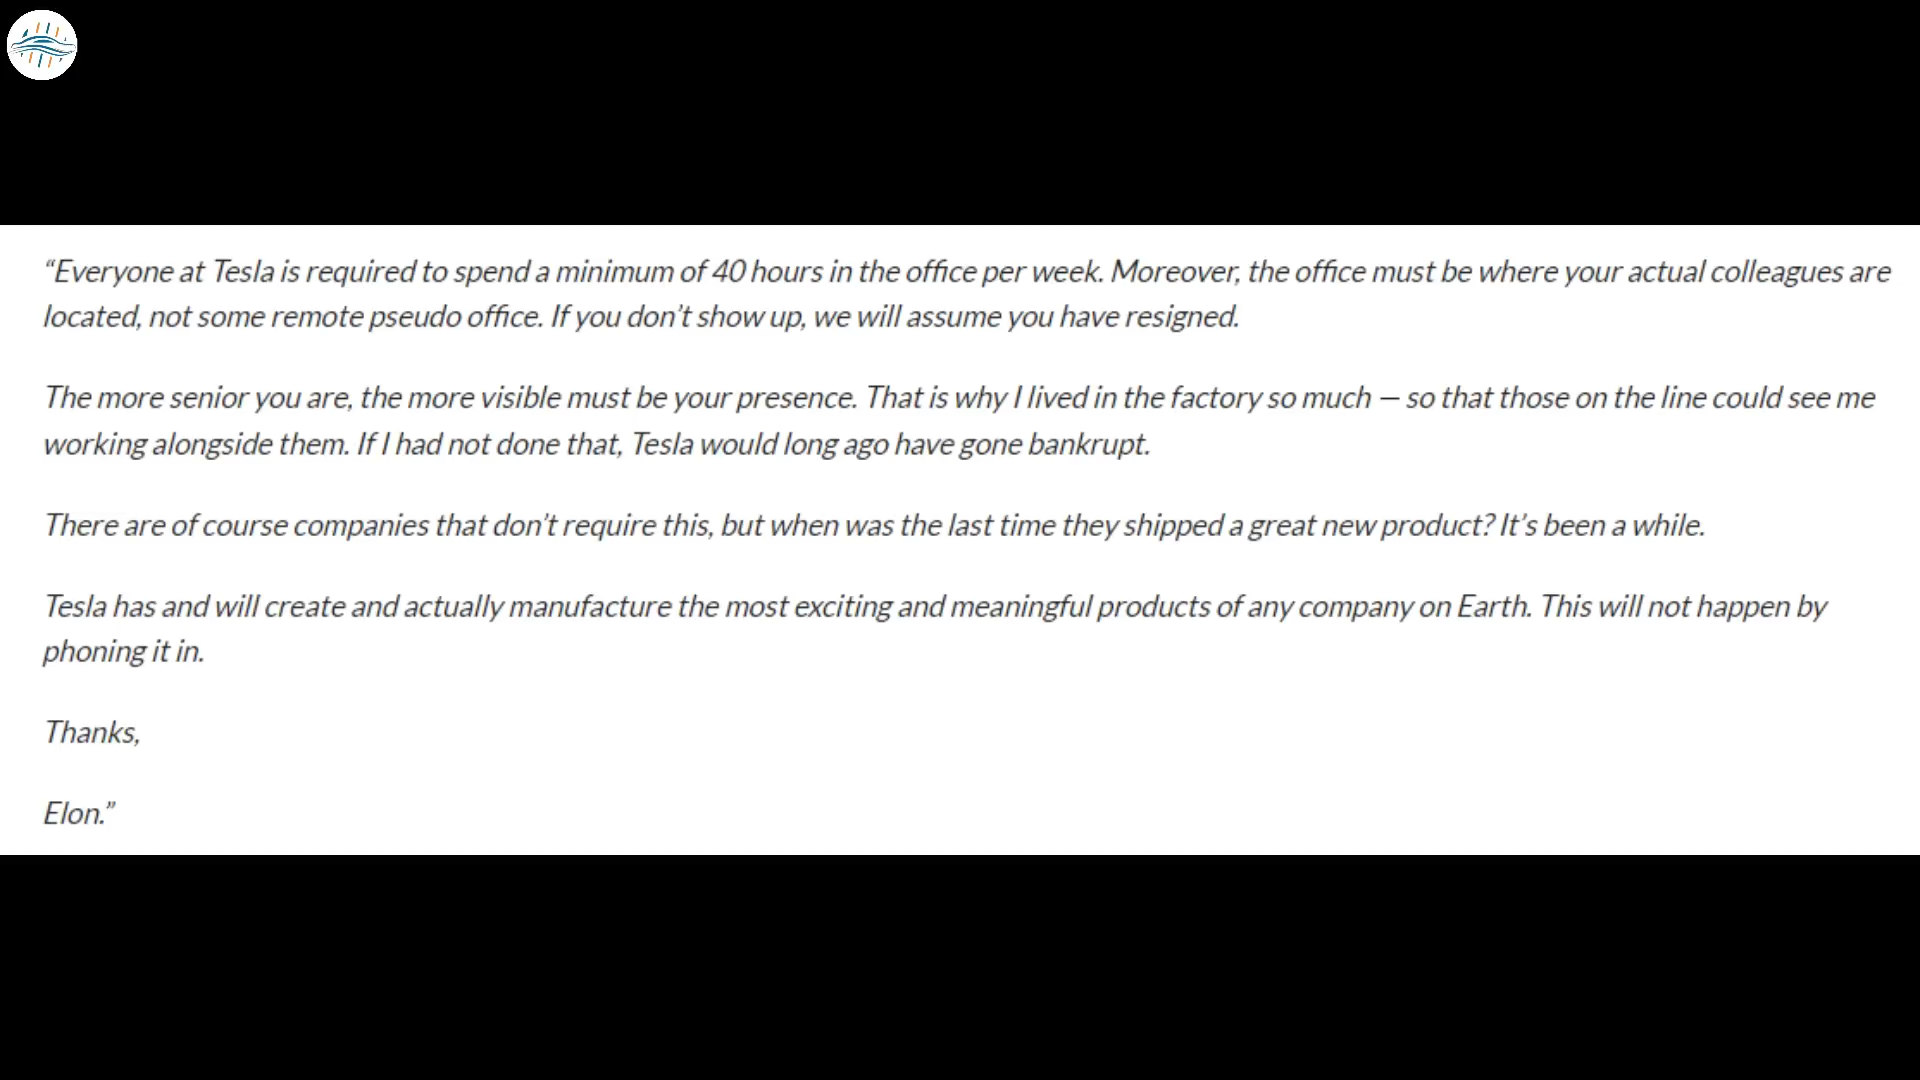 “Everyone at Tesla is required to spend a minimum of 40 hours in the office per week. Moreover, the office must be where your actual colleagues are
located, not some remote pseudo office. If you don’t show up, we will assume you have resigned.
The more senior you are, the more visible must be your presence. That is why I lived in the factory so much — so that those on the line could see me
working alongside them. If I had not done that, Tesla would long ago have gone bankrupt.
There are of course companies that don’t require this, but when was the last time they shipped a great new product? It’s been a while.
Tesla has and will create and actually manufacture the most exciting and meaningful products of any company on Earth. This will not happen by
phoning it in.
Thanks,
Elon.”